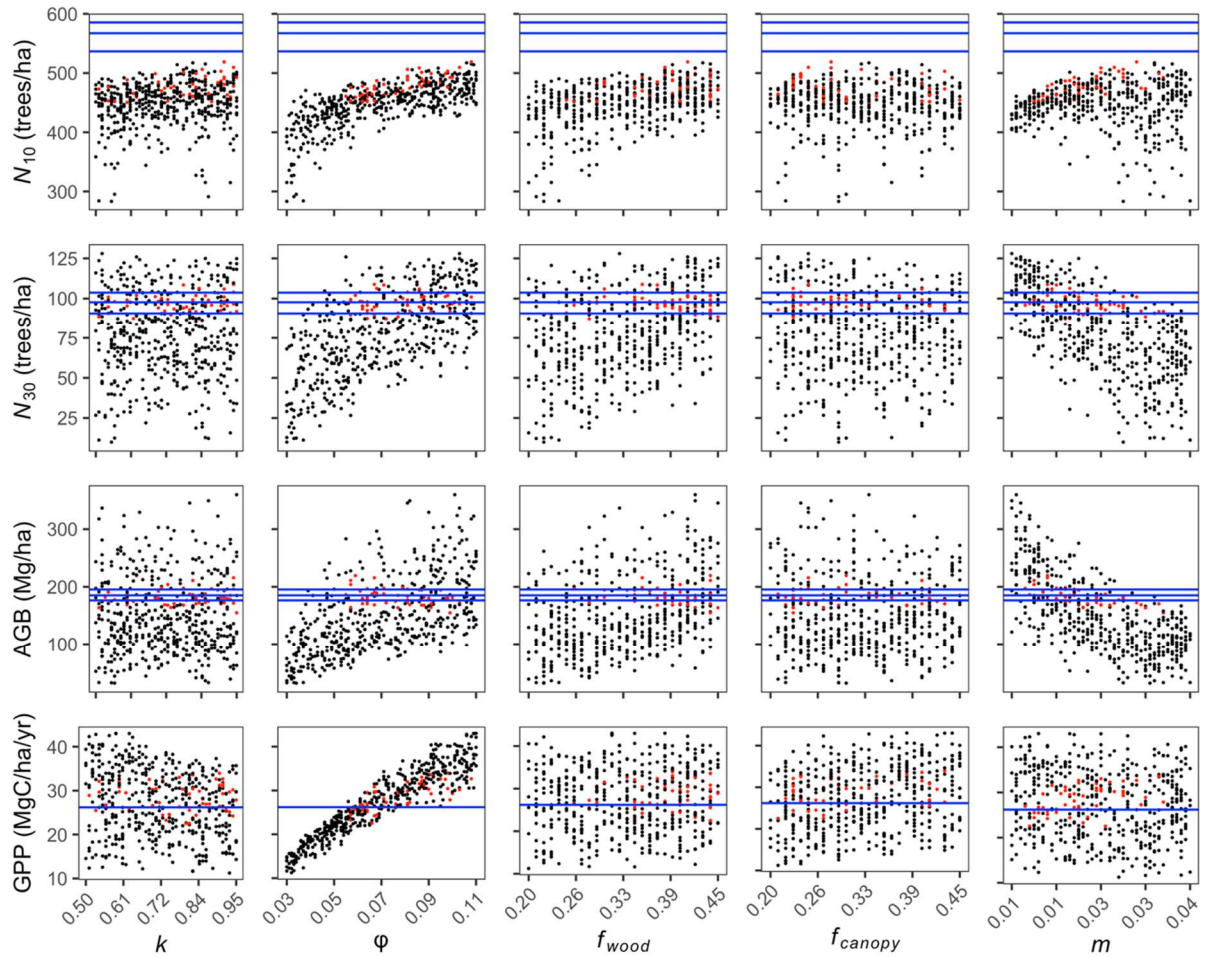 N10 (trees/ha)
600
500
400
300
N30 (trees/ha)
125
100
75
50
25
AGB (Mg/ha)
300
200
100
GPP (MgC/ha/yr)
40
30
20
10
0.50 0.61 0.72 0.84 0.95
0.03 0.05 0.07 0.09 0.11
0.20 0.26 0.33 0.39 0.45
0.20 0.26 0.33 0.39 0.45
0.01 0.01 0.03 0.03 0.04
k
φ
fwood
fcanopy
m